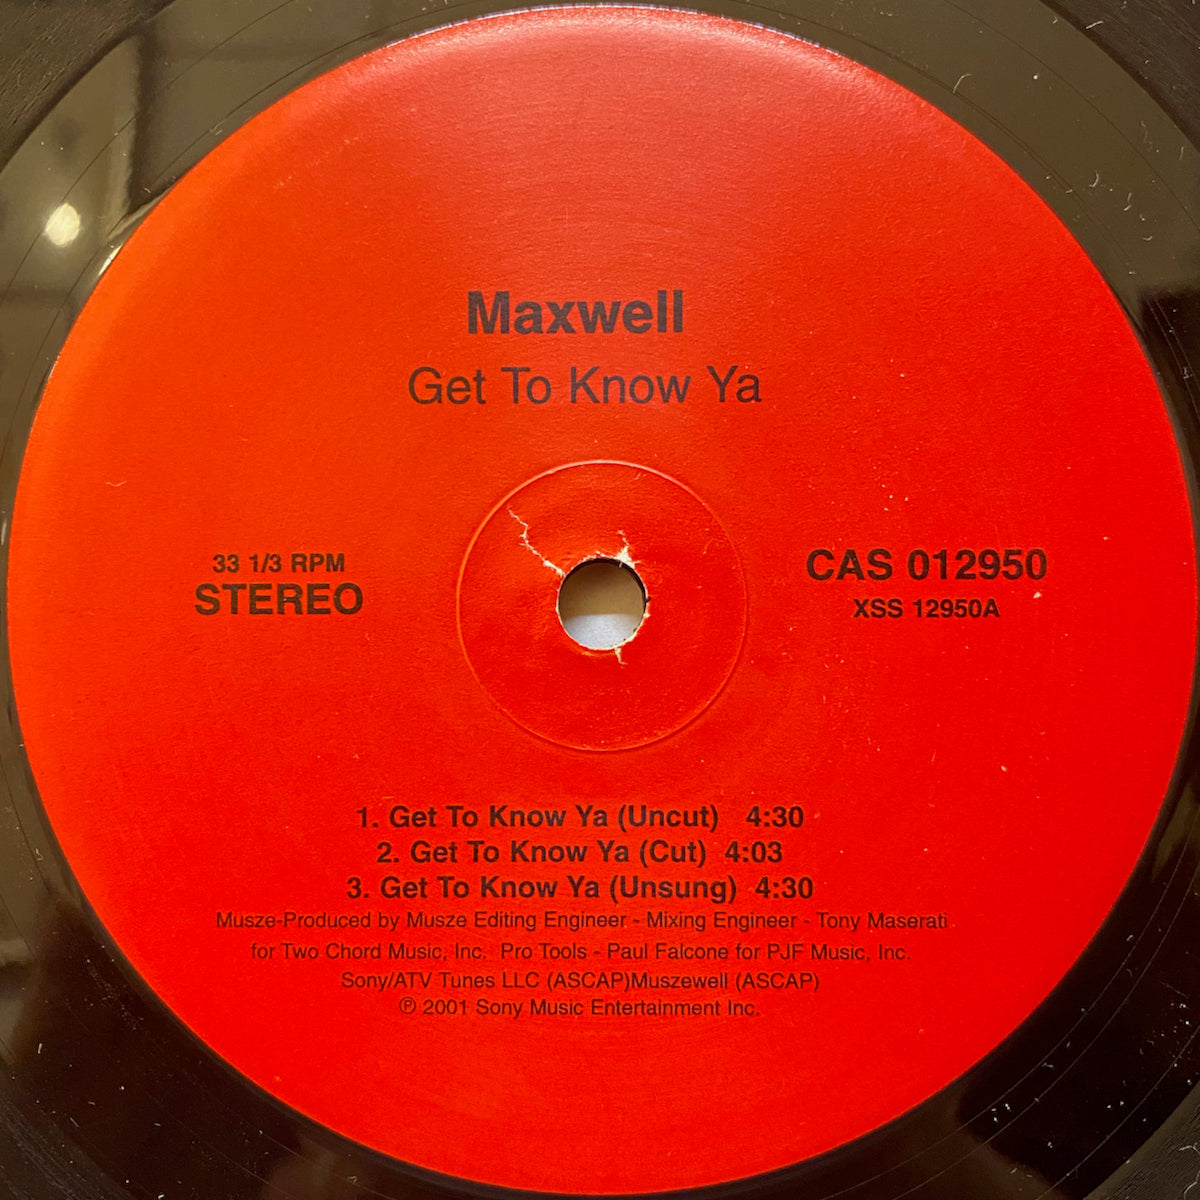 Maxwell
Get To Know Ya
33 1/3 RPM
STEREO
CAS 012950
XSS 12950A
1. Get To Know Ya (Uncut) 4:30
2. Get To Know Ya (Cut) 4:03
3. Get To Know Ya (Unsung) 4:30
Musze-Produced by Musze Editing Engineer - Mixing Engineer - Tony Maserati
for Two Chord Music, Inc. Pro Tools - Paul Falcone for PJF Music, Inc.
Sony/ATV Tunes LLC (ASCAP)Muszewell (ASCAP)
℗ 2001 Sony Music Entertainment Inc.